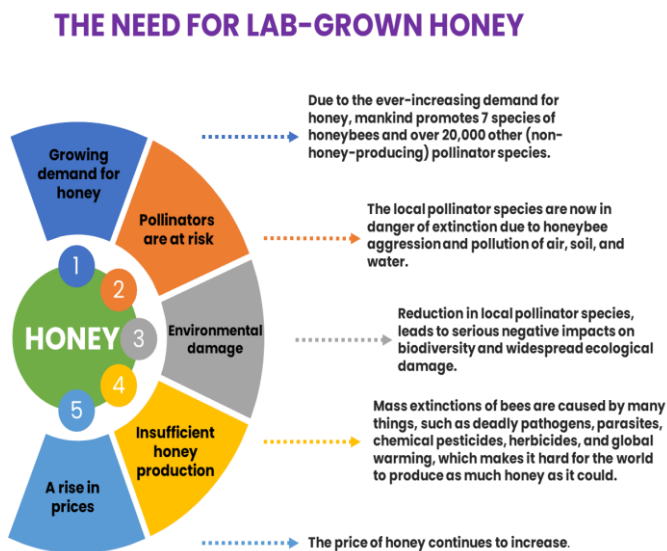 THE NEED FOR LAB-GROWN HONEY
Growing
demand for
honey
Due to the ever-increasing demand for
honey, mankind promotes 7 species of
honeybees and over 20,000 other (non-
honey-producing) pollinator species.
Pollinators
are at risk
The local pollinator species are now in
danger of extinction due to honeybee
aggression and pollution of air, soil, and
water.
1
2
HONEY
3
Environmental
damage
Reduction in local pollinator species,
leads to serious negative impacts on
biodiversity and widespread ecological
damage.
4
5
Insufficient
honey
production
Mass extinctions of bees are caused by many
things, such as deadly pathogens, parasites,
chemical pesticides, herbicides, and global
warming, which makes it hard for the world
to produce as much honey as it could.
A rise in
prices
The price of honey continues to increase.